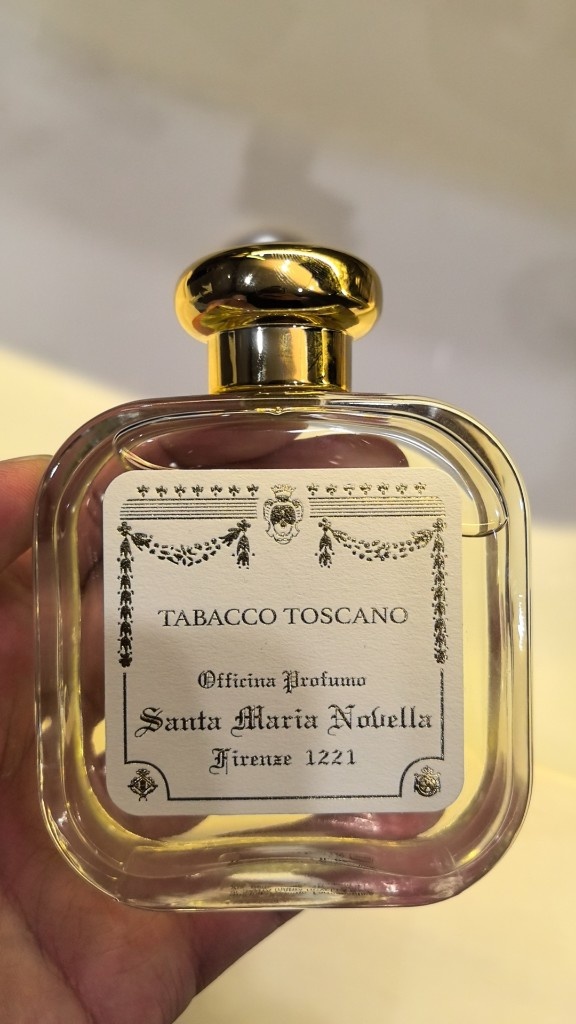 TABACCO TOSCANO
Officina Profumo
Santa Maria Novella
Firenze 1221